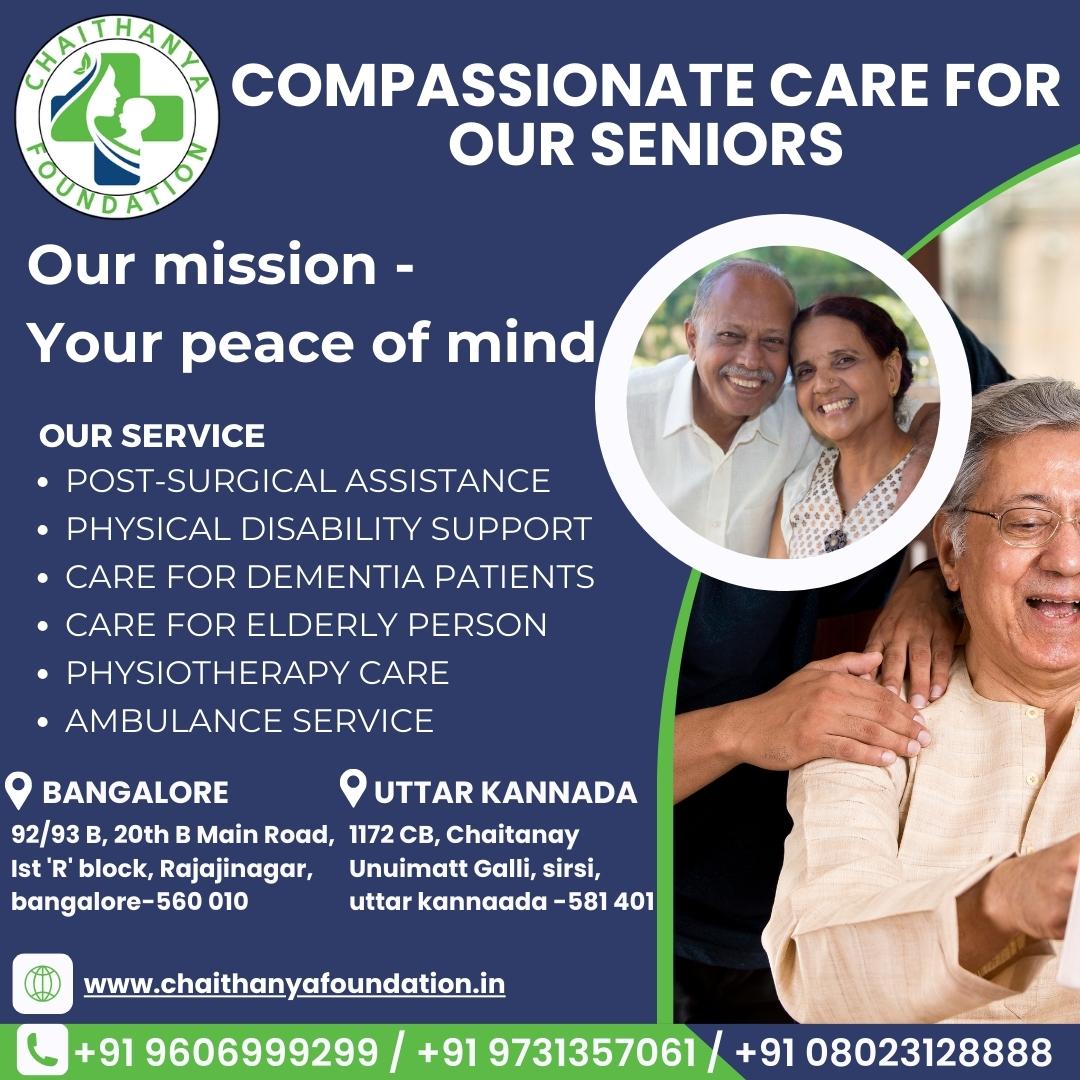 CHAITHANYA
FOUNDATION
COMPASSIONATE CARE FOR
OUR SENIORS
Our mission -
Your peace of mind
OUR SERVICE
• POST-SURGICAL ASSISTANCE
• PHYSICAL DISABILITY SUPPORT
• CARE FOR DEMENTIA PATIENTS
• CARE FOR ELDERLY PERSON
• PHYSIOTHERAPY CARE
• AMBULANCE SERVICE
BANGALORE
92/93 B, 20th B Main Road,
Ist 'R' block, Rajajinagar,
bangalore-560 010
UTTAR KANNADA
1172 CB, Chaitanay
Unuimatt Galli, sirsi,
uttar kannaada -581 401
www.chaithanyafoundation.in
+91 9606999299 / +91 9731357061 / +91 08023128888